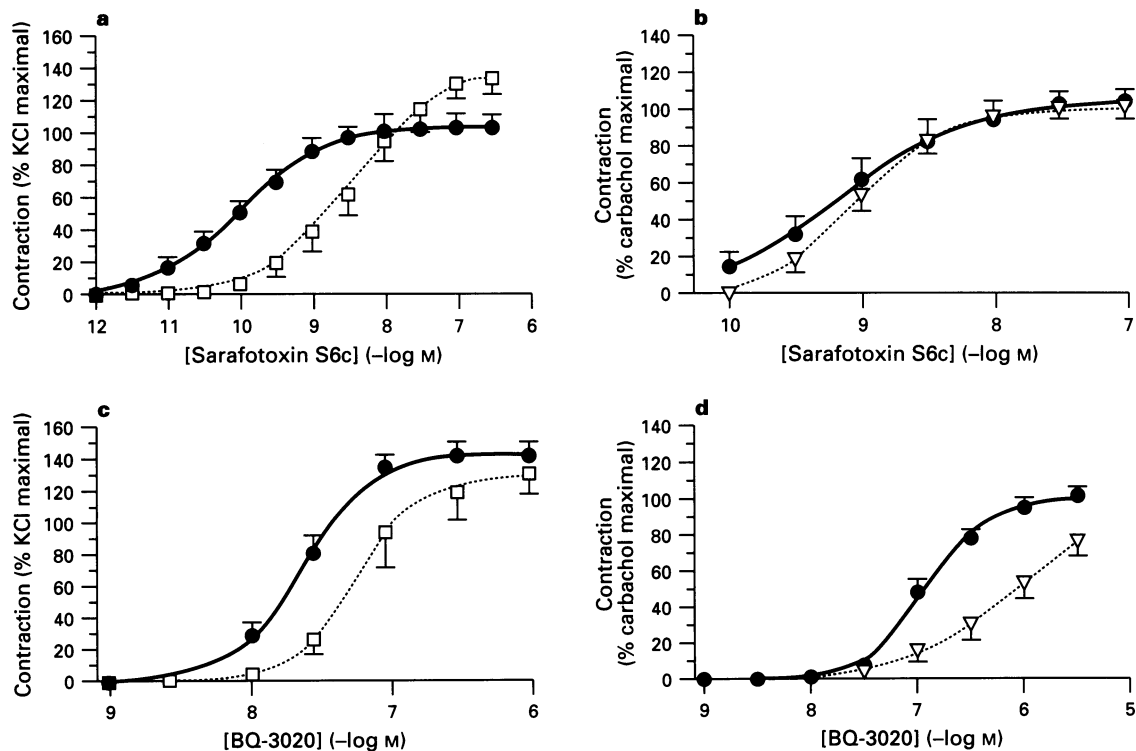 a
Contraction (% KCl maximal)
160
140
120
100
80
60
40
20
0
12 11 10 9 8 7 6
[Sarafotoxin S6c] (–log M)
b
Contraction
(% carbachol maximal)
140
120
100
80
60
40
20
0
10 9 8 7
[Sarafotoxin S6c] (–log M)
c
Contraction (% KCl maximal)
160
140
120
100
80
60
40
20
0
9 8 7 6
[BQ-3020] (–log M)
d
Contraction
(% carbachol maximal)
140
120
100
80
60
40
20
0
9 8 7 6 5
[BQ-3020] (–log M)